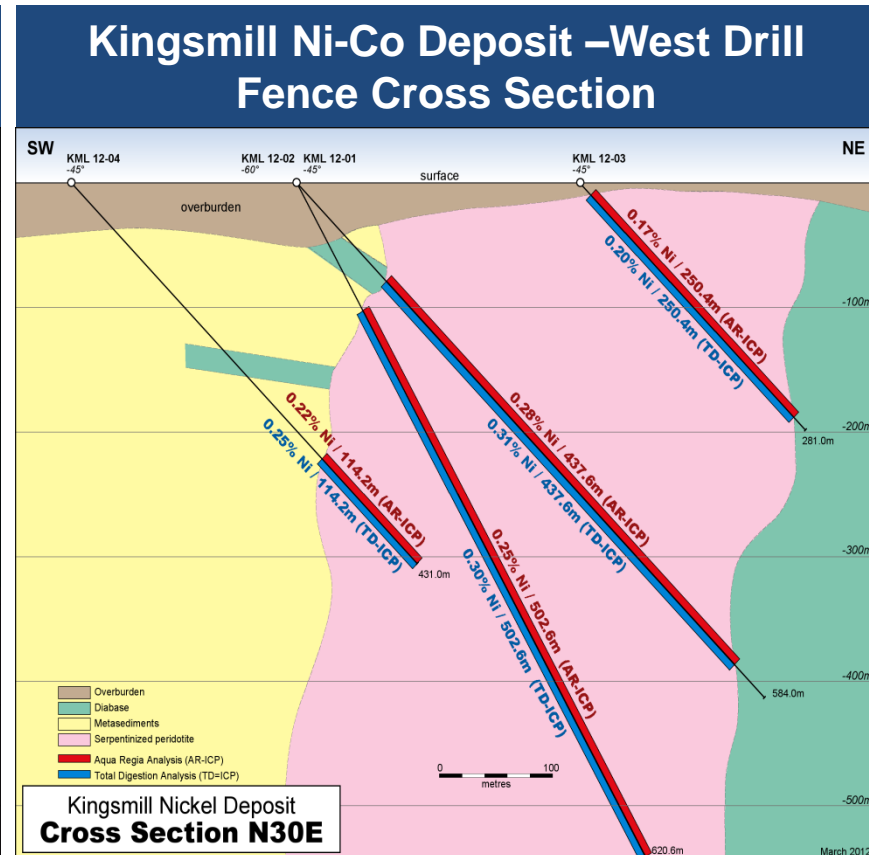 Kingsmill Ni-Co Deposit –West Drill
Fence Cross Section
SW
NE
KML 12-04
-45°
KML 12-02
-60°
KML 12-01
-45°
KML 12-03
-45°
surface
overburden
0.17% Ni / 250.4m (AR-ICP)
0.20% Ni / 250.4m (TD-ICP)
-100m
-200m
281.0m
0.28% Ni / 437.6m (AR-ICP)
0.31% Ni / 437.6m (TD-ICP)
0.22% Ni / 114.2m (AR-ICP)
0.25% Ni / 114.2m (TD-ICP)
0.25% Ni / 502.6m (AR-ICP)
0.30% Ni / 502.6m (TD-ICP)
-300m
431.0m
-400m
584.0m
Overburden
Diabase
Metasediments
Serpentinized peridotite
Aqua Regia Analysis (AR-ICP)
Total Digestion Analysis (TD=ICP)
0 100
metres
-500m
Kingsmill Nickel Deposit
Cross Section N30E
620.6m
March 2012